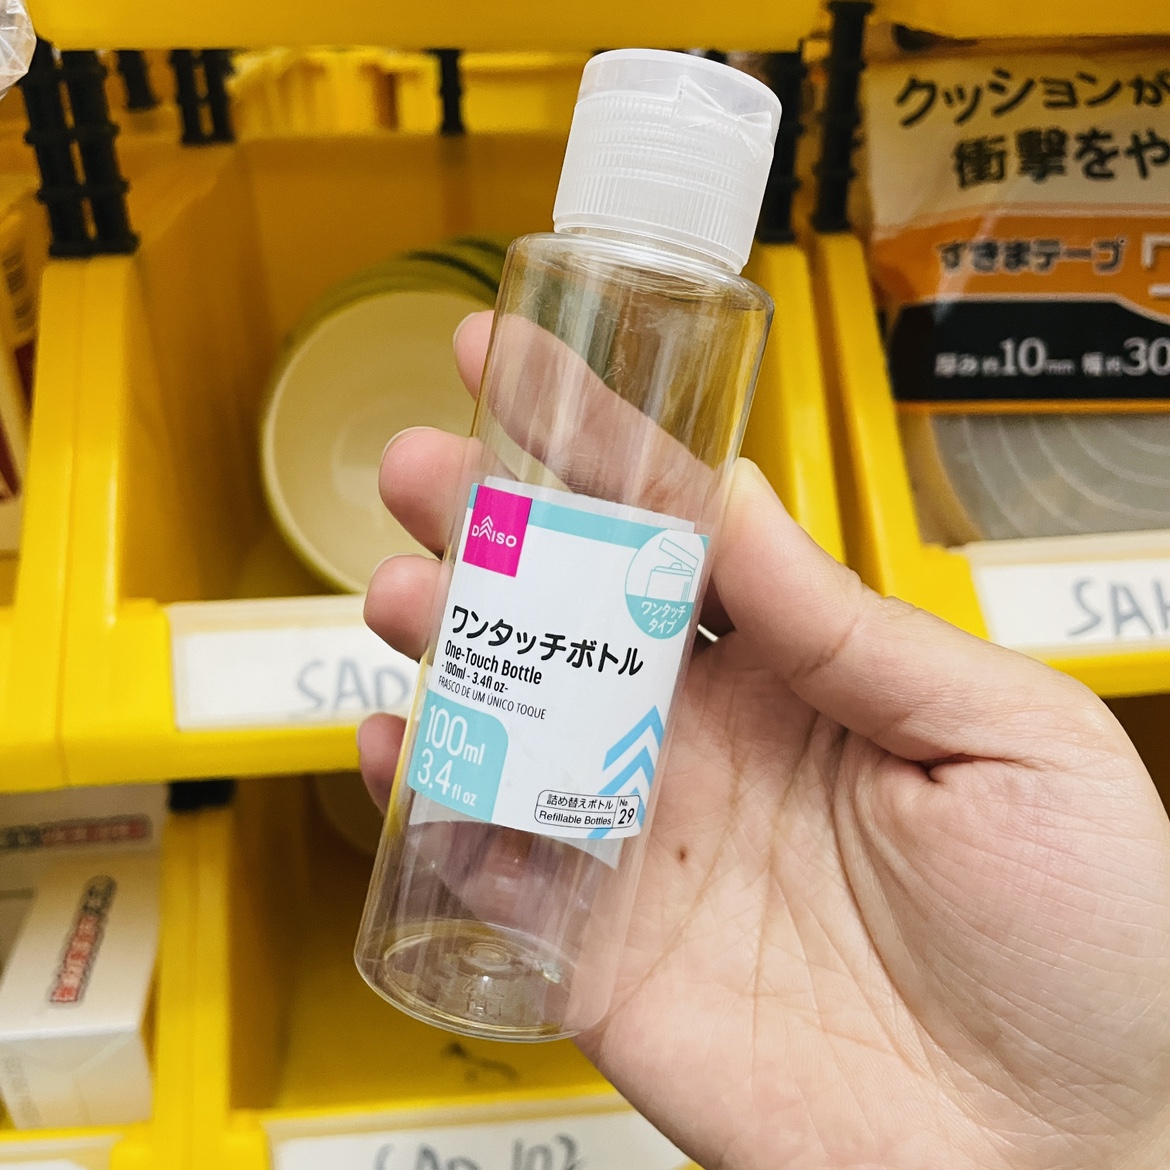 クッションが
衝撃をや
すきまテープ
厚み約10mm 幅約30
DAISO
ワンタッチ
タイプ
ワンタッチボトル
One-Touch Bottle
- 100ml - 3.4fl oz-
FRASCO DE UM ÚNICO TOQUE
100ml
3.4fl oz
詰め替えボトル
Refillable Bottles
No.
29
SAD
SAK